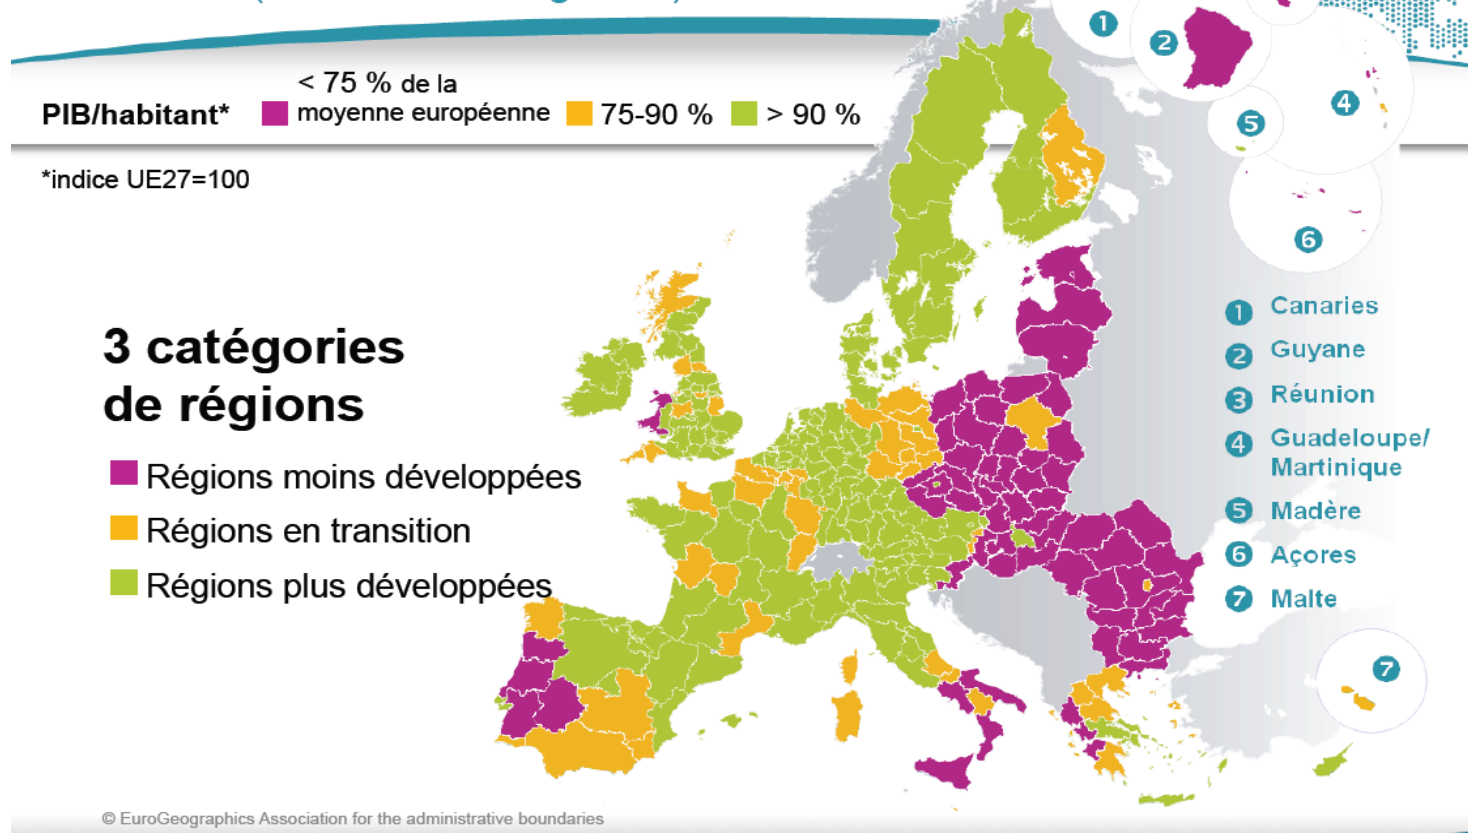 < 75 % de la
PIB/habitant* moyenne européenne 75-90 % > 90 %
*indice UE27=100
3 catégories
de régions
Régions moins développées
Régions en transition
Régions plus développées
1
2
4
5
6
1 Canaries
2 Guyane
3 Réunion
4 Guadeloupe/
Martinique
5 Madère
6 Açores
7 Malte
7
© EuroGeographics Association for the administrative boundaries